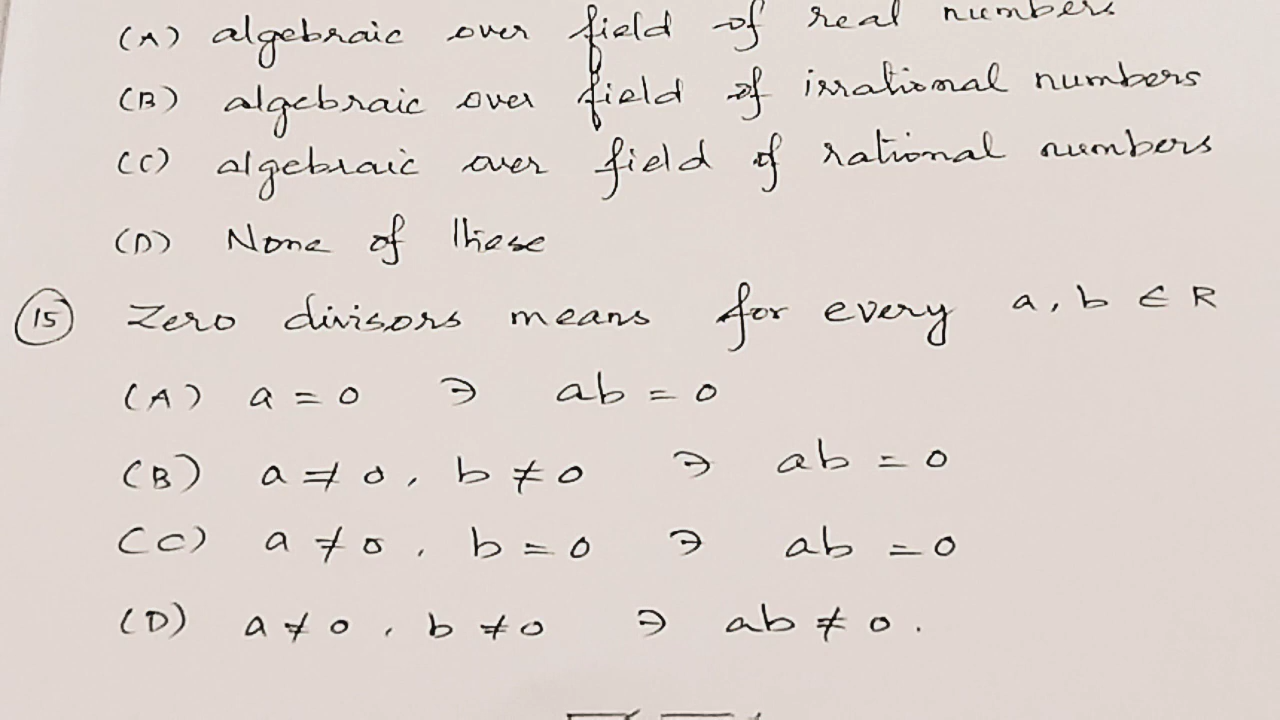 (A) algebraic over field of real numbers
(B) algebraic over field of irrational numbers
(C) algebraic over field of rational numbers
(D) None of these
(15) Zero divisors means for every a, b ∈ R
(A) a = 0 ∋ ab = 0
(B) a ≠ 0, b ≠ 0 ∋ ab = 0
(C) a ≠ 0, b = 0 ∋ ab = 0
(D) a ≠ 0, b ≠ 0 ∋ ab ≠ 0.